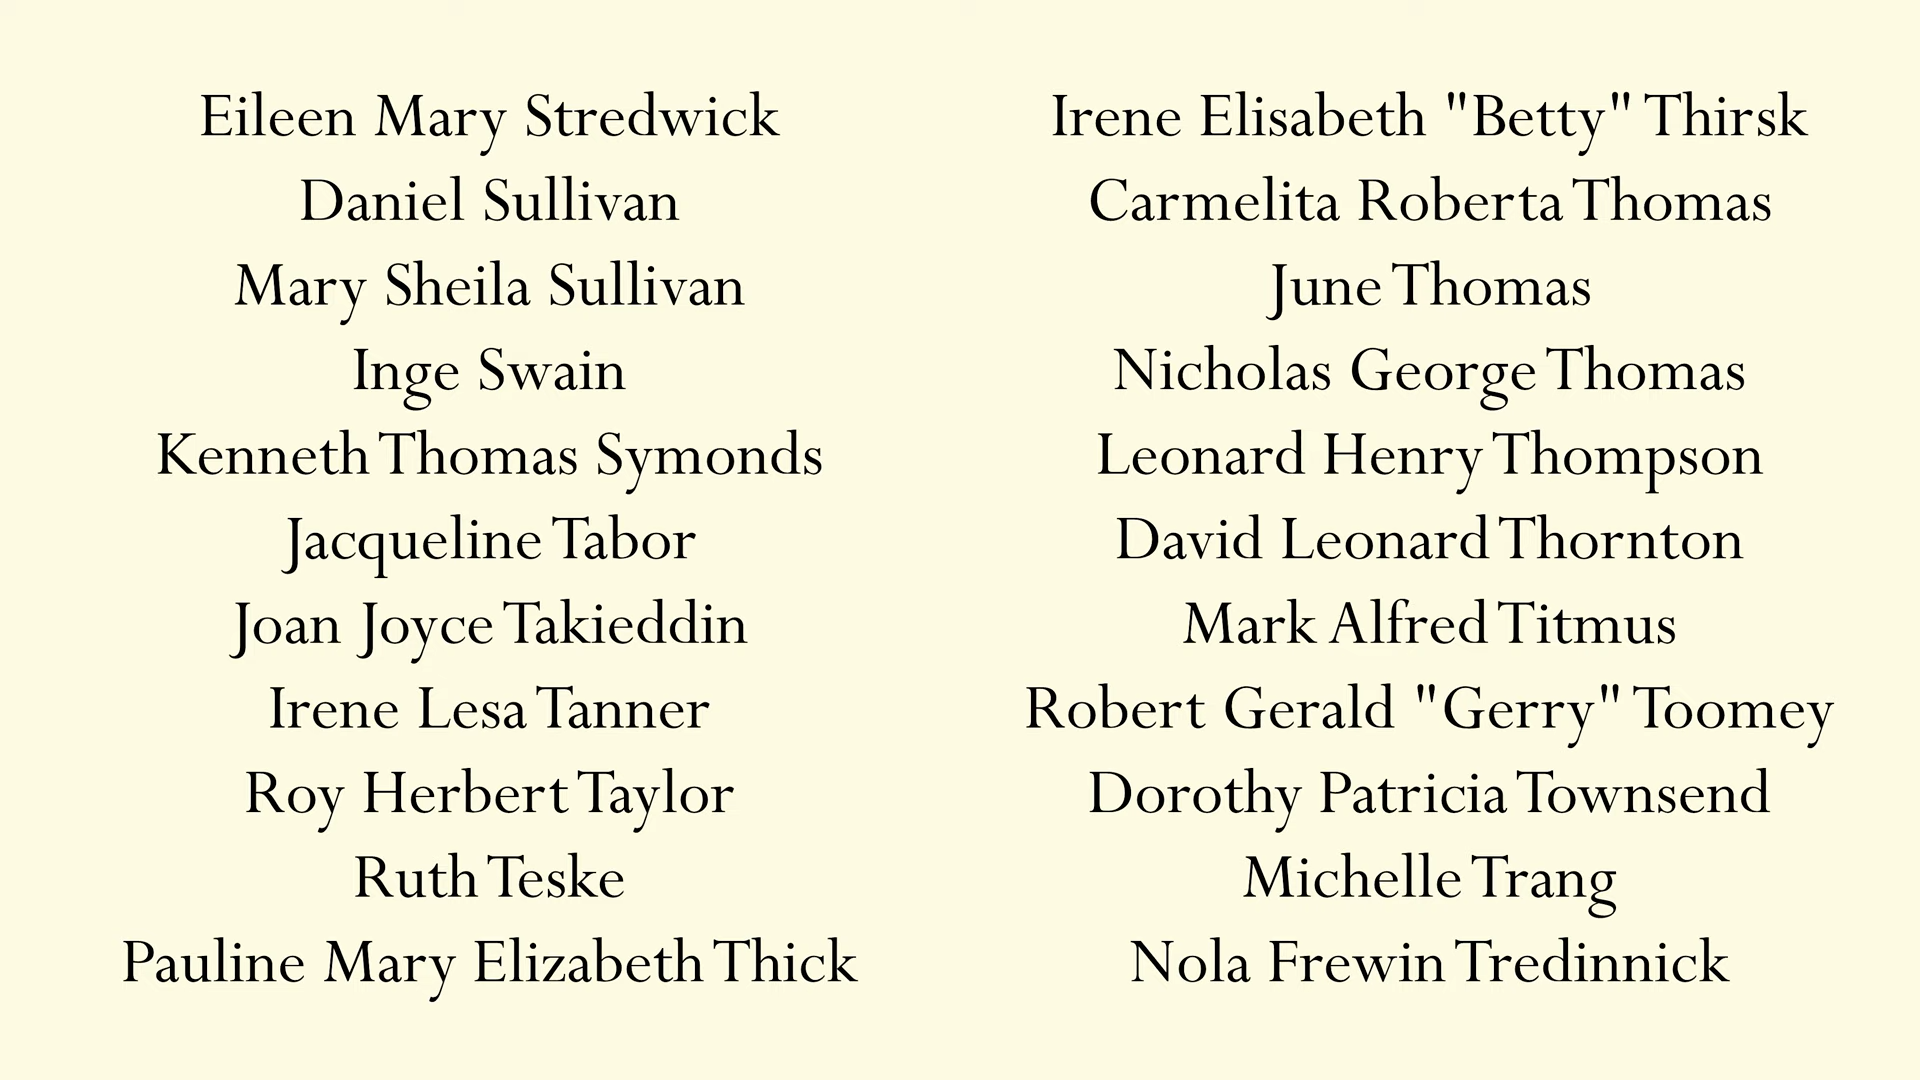 Eileen Mary Stredwick
Daniel Sullivan
Mary Sheila Sullivan
Inge Swain
Kenneth Thomas Symonds
Jacqueline Tabor
Joan Joyce Takieddin
Irene Lesa Tanner
Roy Herbert Taylor
Ruth Teske
Pauline Mary Elizabeth Thick
Irene Elisabeth "Betty" Thirsk
Carmelita Roberta Thomas
June Thomas
Nicholas George Thomas
Leonard Henry Thompson
David Leonard Thornton
Mark Alfred Titmus
Robert Gerald "Gerry" Toomey
Dorothy Patricia Townsend
Michelle Trang
Nola Frewin Tredinnick